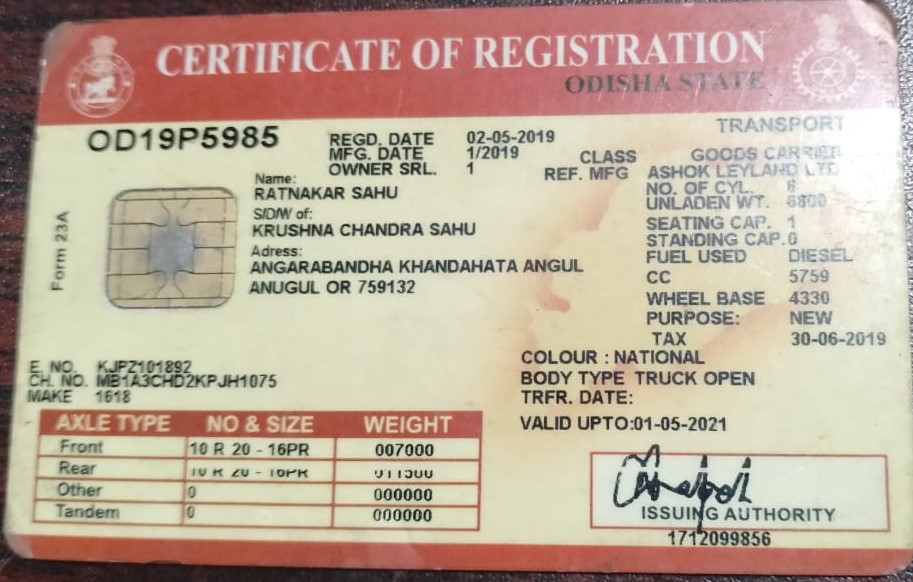 CERTIFICATE OF REGISTRATION
ODISHA STATE
OD19P5985
TRANSPORT
REGD. DATE 02-05-2019
MFG. DATE 1/2019
OWNER SRL. 1
CLASS GOODS CARRIER
REF. MFG ASHOK LEYLAND LTD
NO. OF CYL. 6
UNLADEN WT. 6800
SEATING CAP. 1
STANDING CAP.0
FUEL USED DIESEL
CC 5759
WHEEL BASE 4330
PURPOSE: NEW
TAX 30-06-2019
Form 23A
Name:
RATNAKAR SAHU
S/D/W of:
KRUSHNA CHANDRA SAHU
Adress:
ANGARABANDHA KHANDAHATA ANGUL
ANUGUL OR 759132
E. NO. KJPZ101892
CH. NO. MB1A3CHD2KPJH1075
MAKE 1618
COLOUR : NATIONAL
BODY TYPE TRUCK OPEN
TRFR. DATE:
VALID UPTO:01-05-2021
AXLE TYPE NO & SIZE WEIGHT
Front 10 R 20 - 16PR 007000
Rear 10 R 20 - 16PR 011500
Other 0 000000
Tandem 0 000000
ISSUING AUTHORITY
1712099856